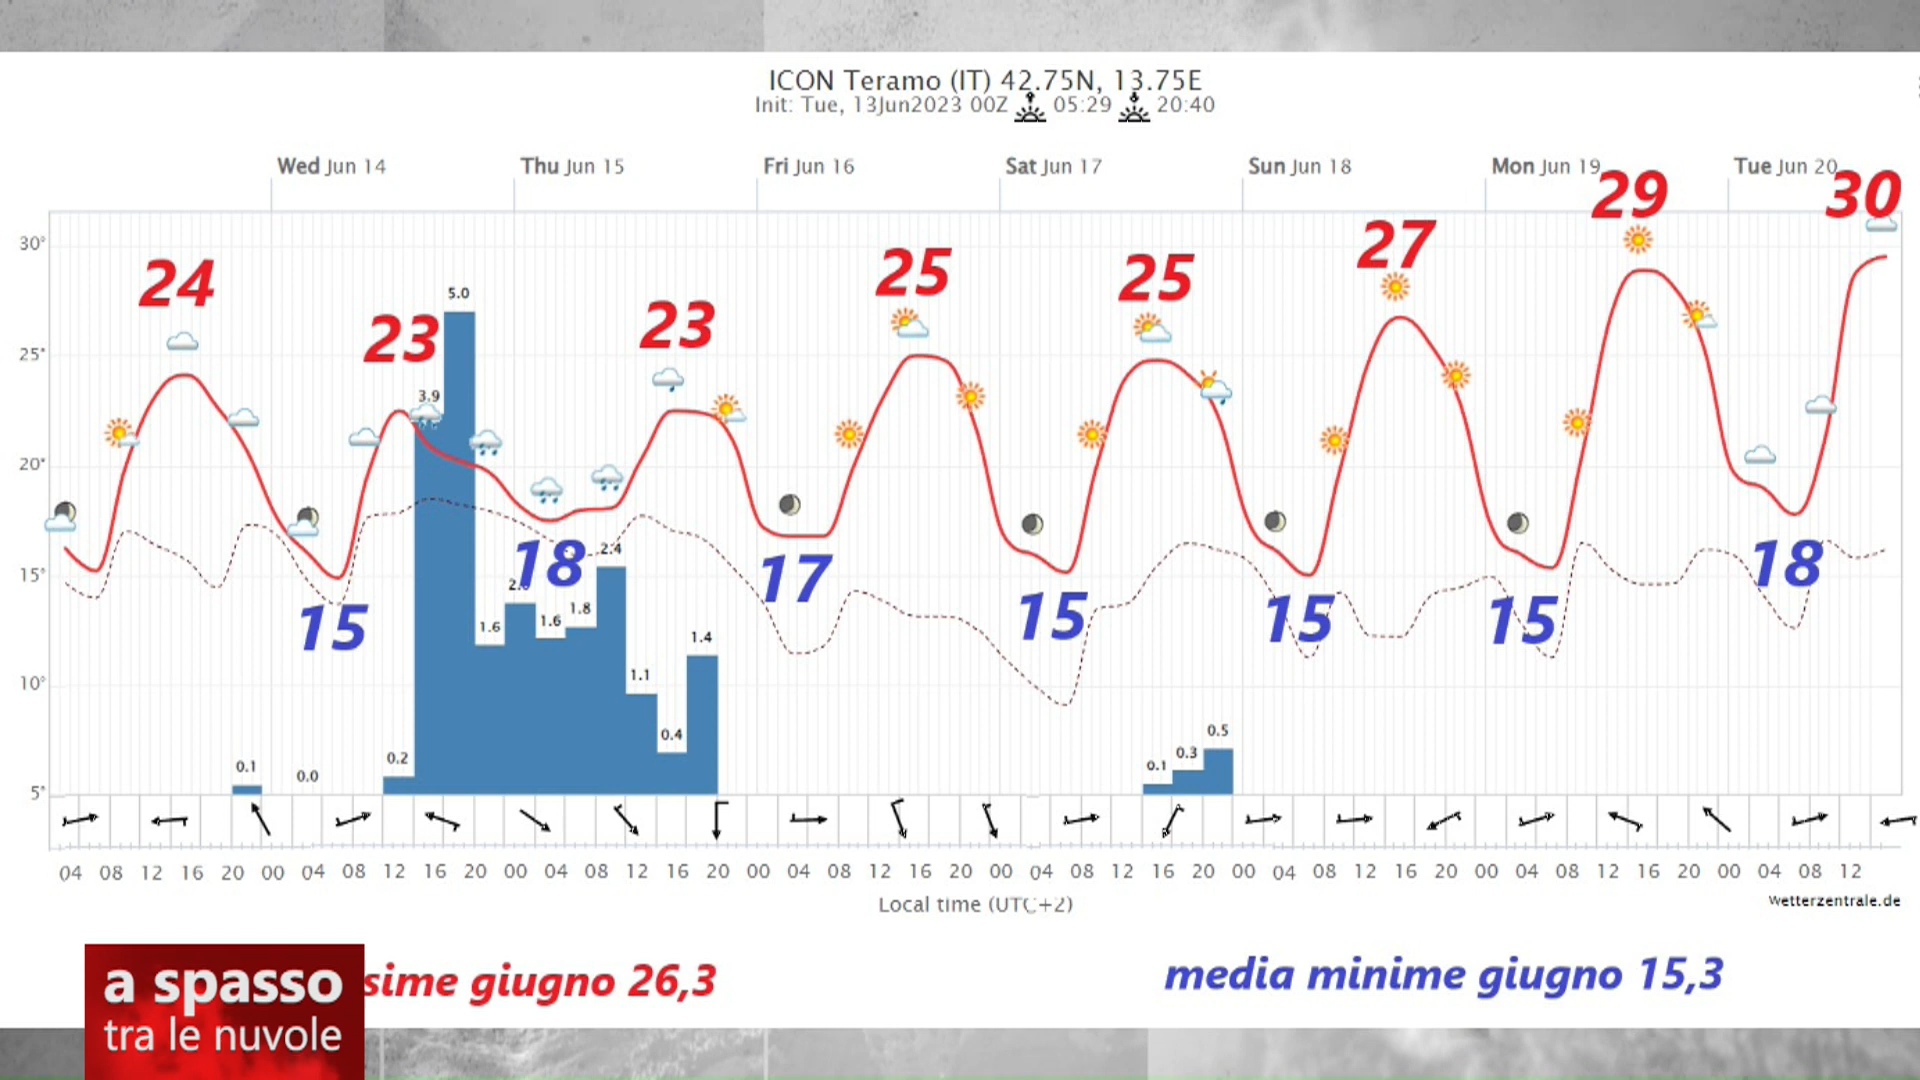 ICON Teramo (IT) 42.75N, 13.75E
Init: Tue, 13Jun2023 00Z 05:29 20:40
Wed Jun 14 Thu Jun 15 Fri Jun 16 Sat Jun 17 Sun Jun 18 Mon Jun 19 Tue Jun 20
24 23 23 25 25 27 29 30
30°
25°
20°
15°
10°
5°
15 18 17 15 15 15 18
0.1 0.0 0.2 3.9 5.0 1.6 1.6 1.8 2.4 1.1 0.4 1.4 0.1 0.3 0.5
04 08 12 16 20 00 04 08 12 16 20 00 04 08 12 16 20 00 04 08 12 16 20 00 04 08 12 16 20 00 04 08 12 16 20 00 04 08 12 16 20 00 04 08 12
Local time (UTC+2)
Wetterzentrale.de
a spasso
tra le nuvole
sime giugno 26,3
media minime giugno 15,3